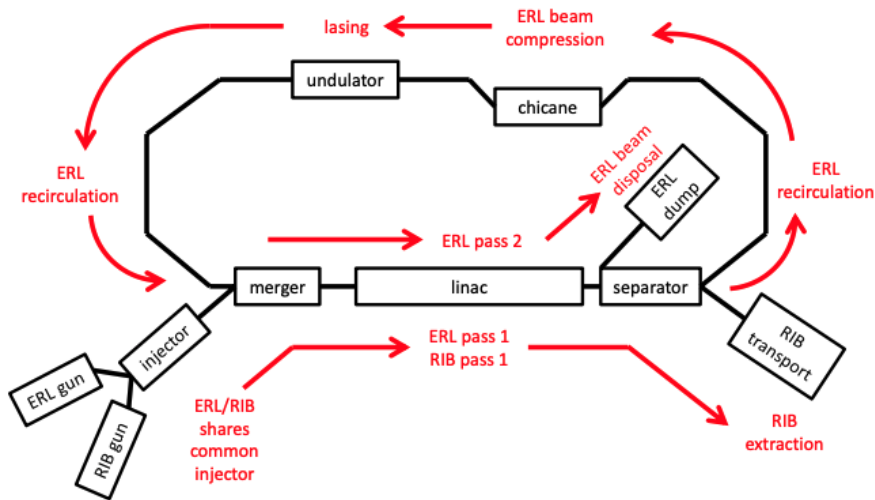 lasing
ERL beam
compression
undulator
chicane
ERL
recirculation
ERL beam
disposal
ERL
dump
ERL
recirculation
ERL pass 2
merger
linac
separator
injector
ERL pass 1
RIB pass 1
RIB
transport
ERL gun
RIB gun
ERL/RIB
shares
common
injector
RIB
extraction